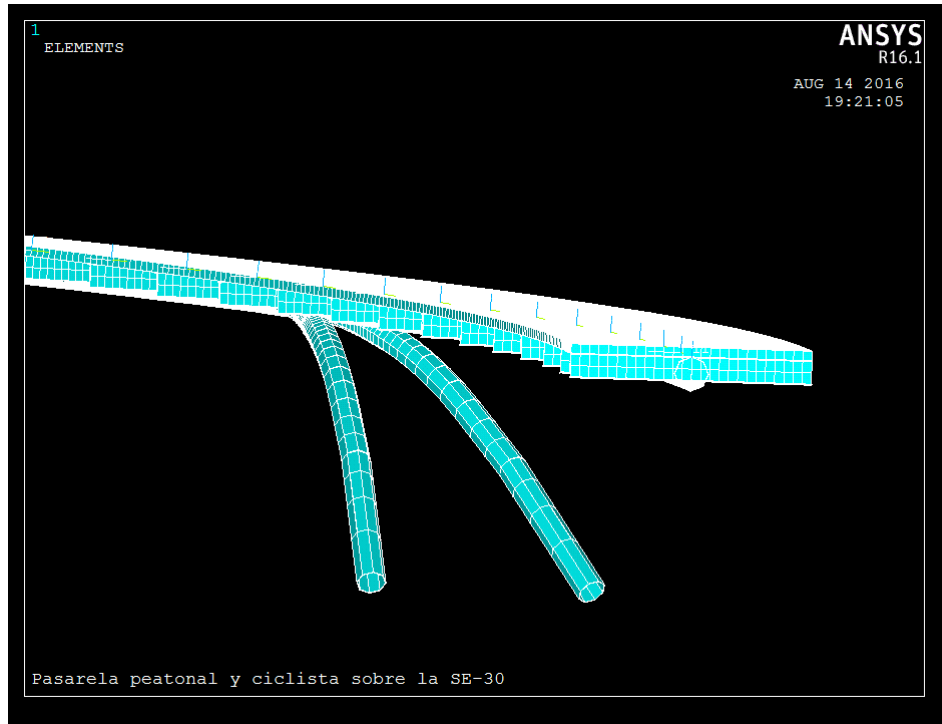 1
ELEMENTS
ANSYS
R16.1
AUG 14 2016
19:21:05
Pasarela peatonal y ciclista sobre la SE-30